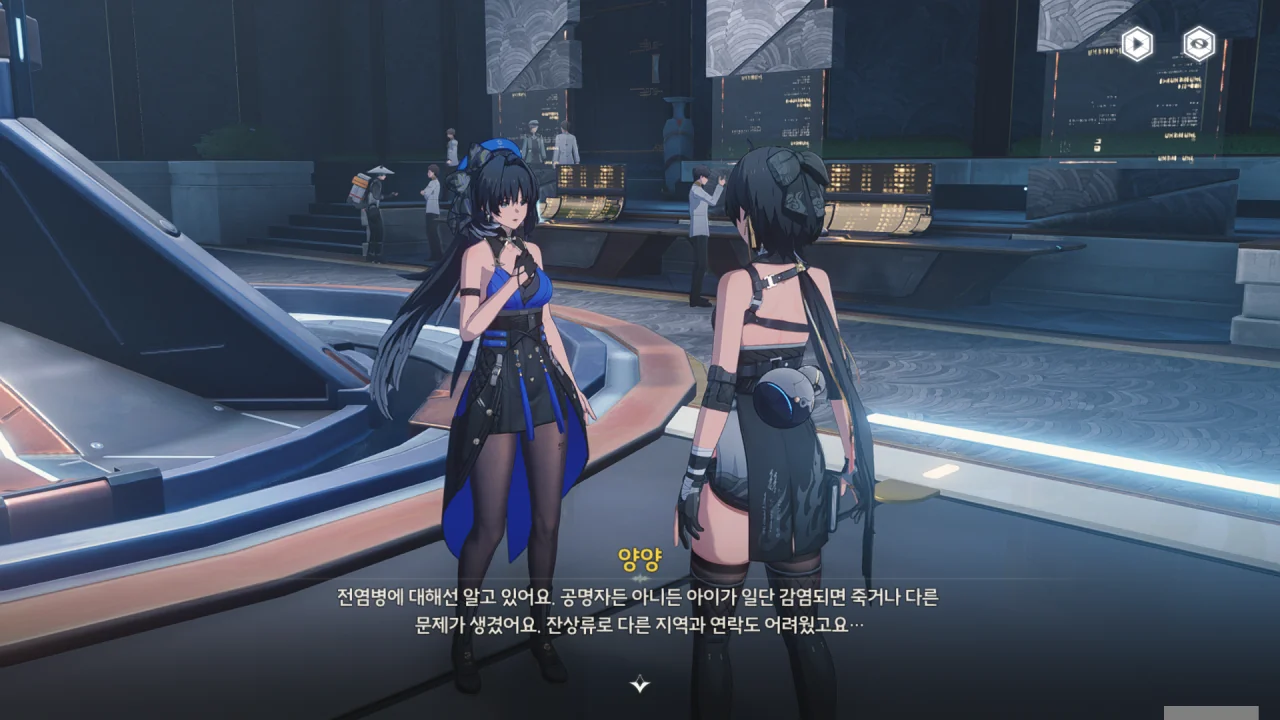 양양
전염병에 대해선 알고 있어요. 공명자든 아니든 아이가 일단 감염되면 죽거나 다른
문제가 생겼어요. 잔상류로 다른 지역과 연락도 어려웠고요…